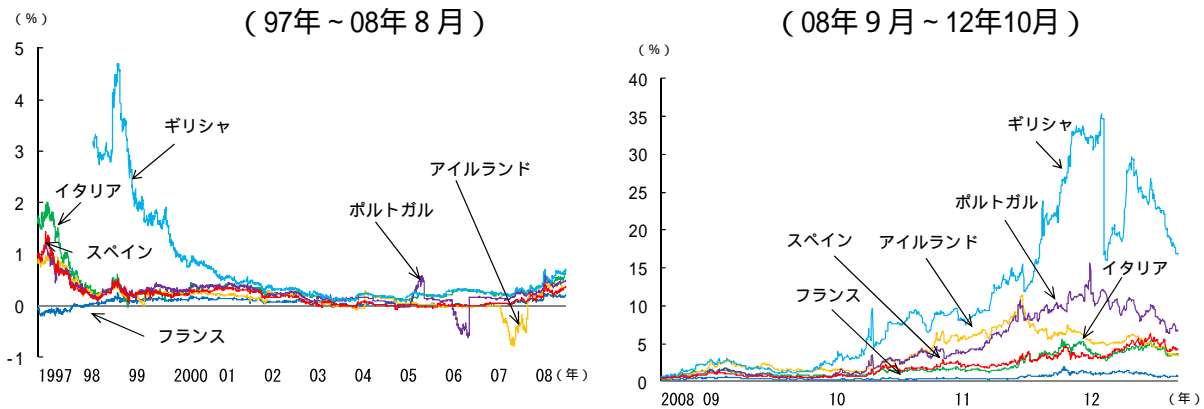 (97年~08年8月)
(%)
5
4
3
2
1
0
-1
ギリシャ
イタリア
スペイン
フランス
ポルトガル
アイルランド
1997 98 99 2000 01 02 03 04 05 06 07 08 (年)
(08年9月~12年10月)
(%)
40
35
30
25
20
15
10
5
0
ギリシャ
ポルトガル
スペイン
アイルランド
イタリア
フランス
2008 09 10 11 12 (年)